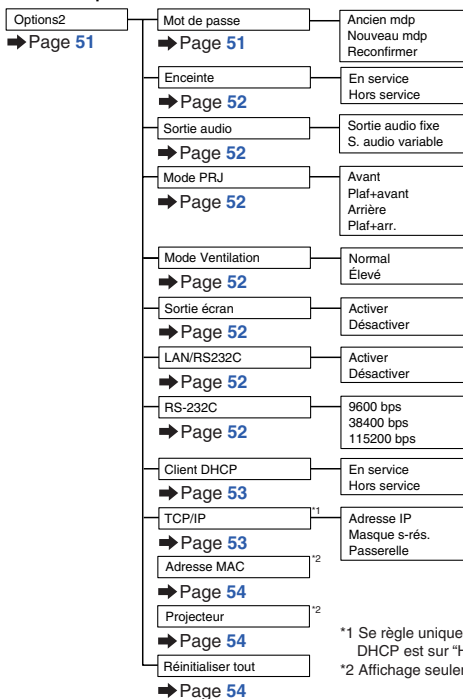 Options2
➡Page 51
Mot de passe
➡Page 51
Ancien mdp
Nouveau mdp
Reconfirmer
Enceinte
➡Page 52
En service
Hors service
Sortie audio
➡Page 52
Sortie audio fixe
S. audio variable
Mode PRJ
➡Page 52
Avant
Plaf+avant
Arrière
Plaf+arr.
Mode Ventilation
➡Page 52
Normal
Élevé
Sortie écran
➡Page 52
Activer
Désactiver
LAN/RS232C
➡Page 52
Activer
Désactiver
RS-232C
➡Page 52
9600 bps
38400 bps
115200 bps
Client DHCP
➡Page 53
En service
Hors service
TCP/IP *1
➡Page 53
Adresse IP
Masque s-rés.
Passerelle
Adresse MAC *2
➡Page 54
Projecteur *2
➡Page 54
Réinitialiser tout
➡Page 54
*1 Se règle unique
DHCP est sur “H
*2 Affichage seuler